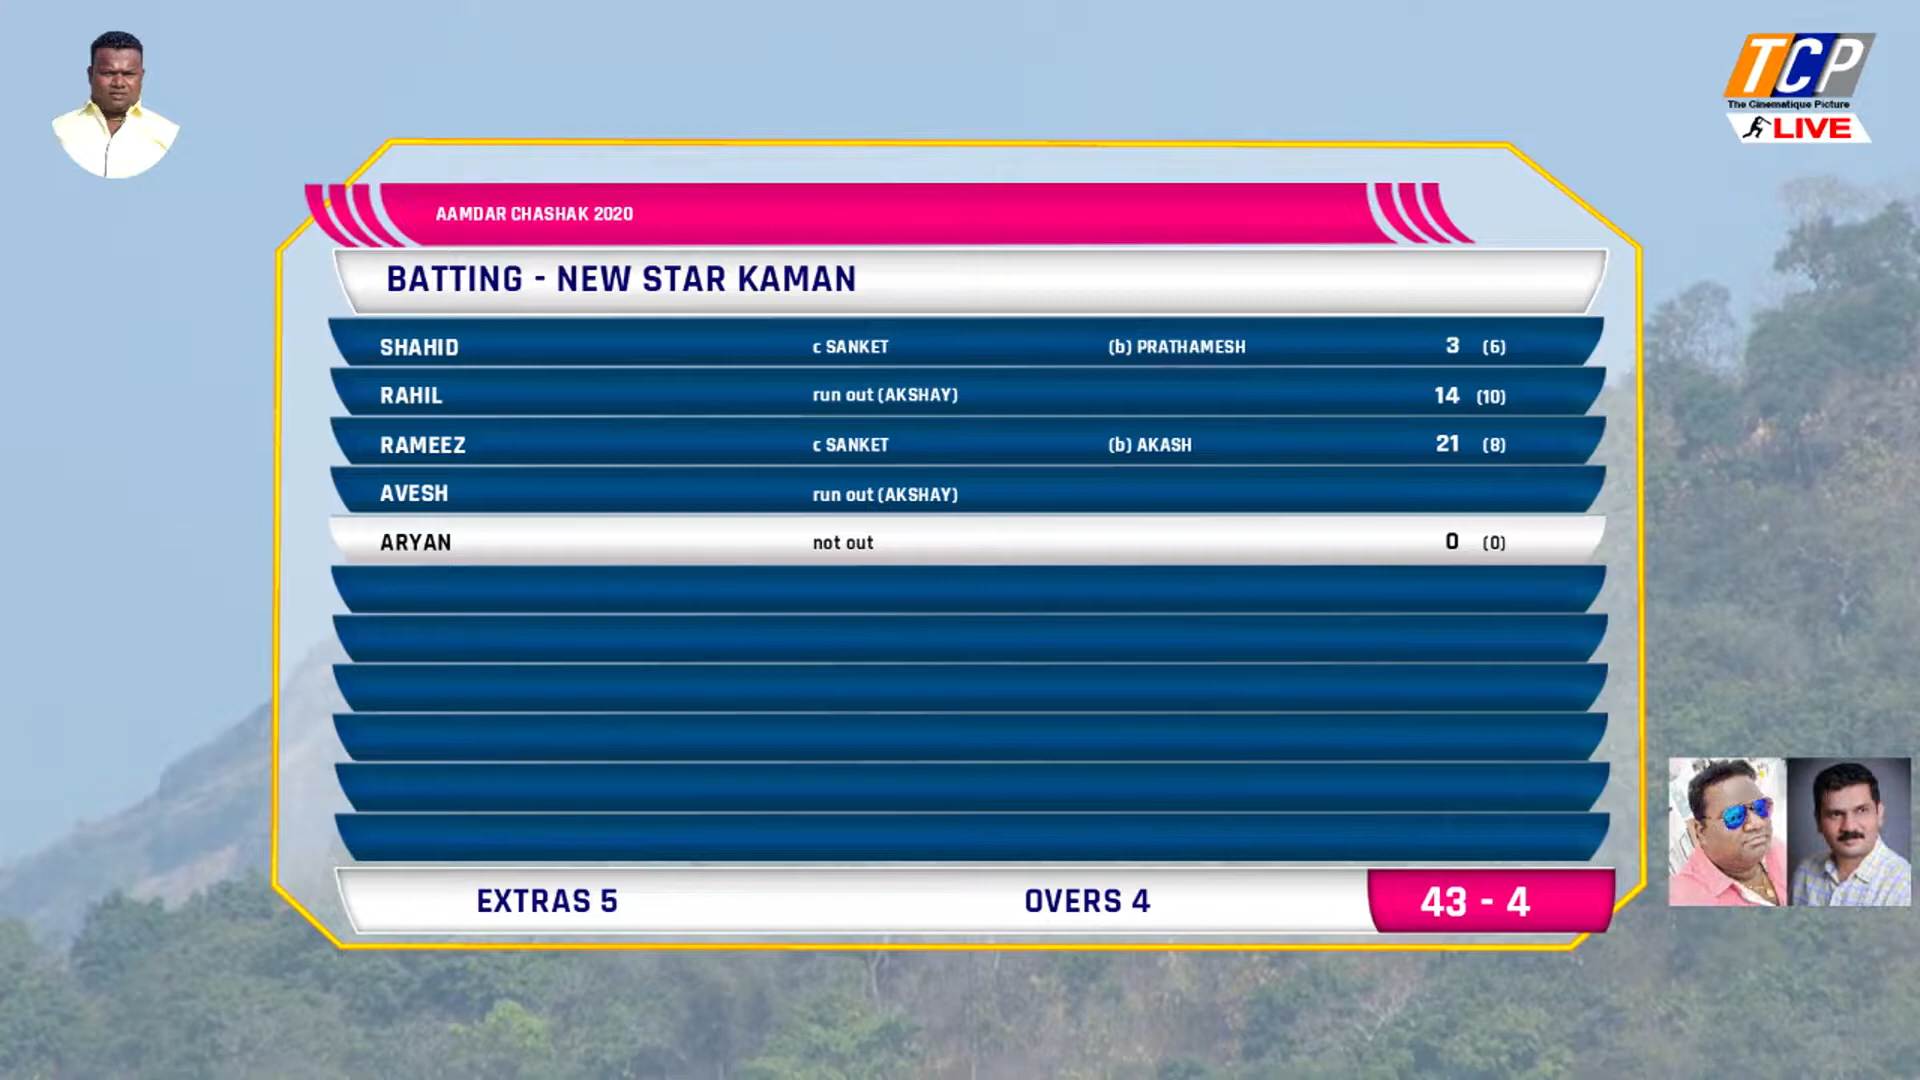 TCP
The Cinematique Picture
LIVE
AAMDAR CHASHAK 2020
BATTING - NEW STAR KAMAN
SHAHID c SANKET (b) PRATHAMESH 3 (6)
RAHIL run out (AKSHAY) 14 (10)
RAMEEZ c SANKET (b) AKASH 21 (8)
AVESH run out (AKSHAY)
ARYAN not out 0 (0)
EXTRAS 5 OVERS 4 43 - 4